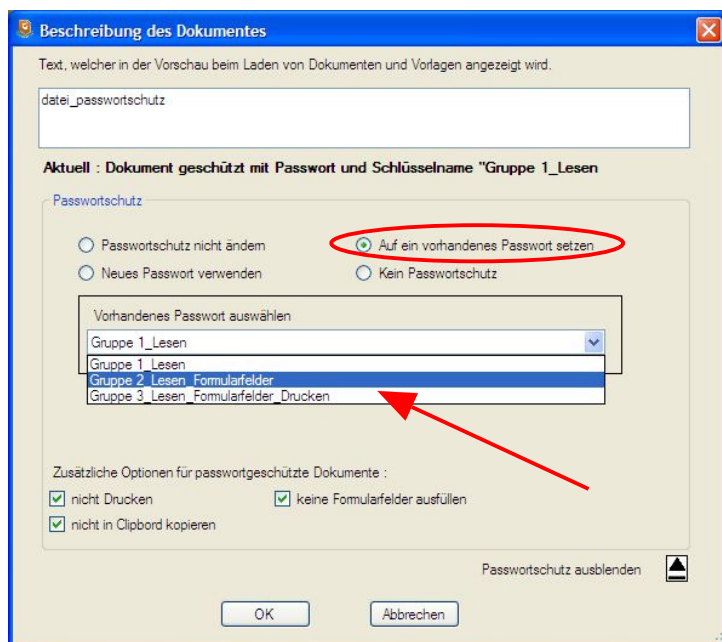 Beschreibung des Dokumentes
Text, welcher in der Vorschau beim Laden von Dokumenten und Vorlagen angezeigt wird.
datei_passwortschutz
Aktuell : Dokument geschützt mit Passwort und Schlüsselname "Gruppe 1_Lesen
Passwortschutz
Passwortschutz nicht ändern
Auf ein vorhandenes Passwort setzen
Neues Passwort verwenden
Kein Passwortschutz
Vorhandenes Passwort auswählen
Gruppe 1_Lesen
Gruppe 1_Lesen
Gruppe 2_Lesen_Formularfelder
Gruppe 3_Lesen_Formularfelder_Drucken
Zusätzliche Optionen für passwortgeschützte Dokumente :
nicht Drucken
keine Formularfelder ausfüllen
nicht in Clipbord kopieren
Passwortschutz ausblenden
OK
Abbrechen